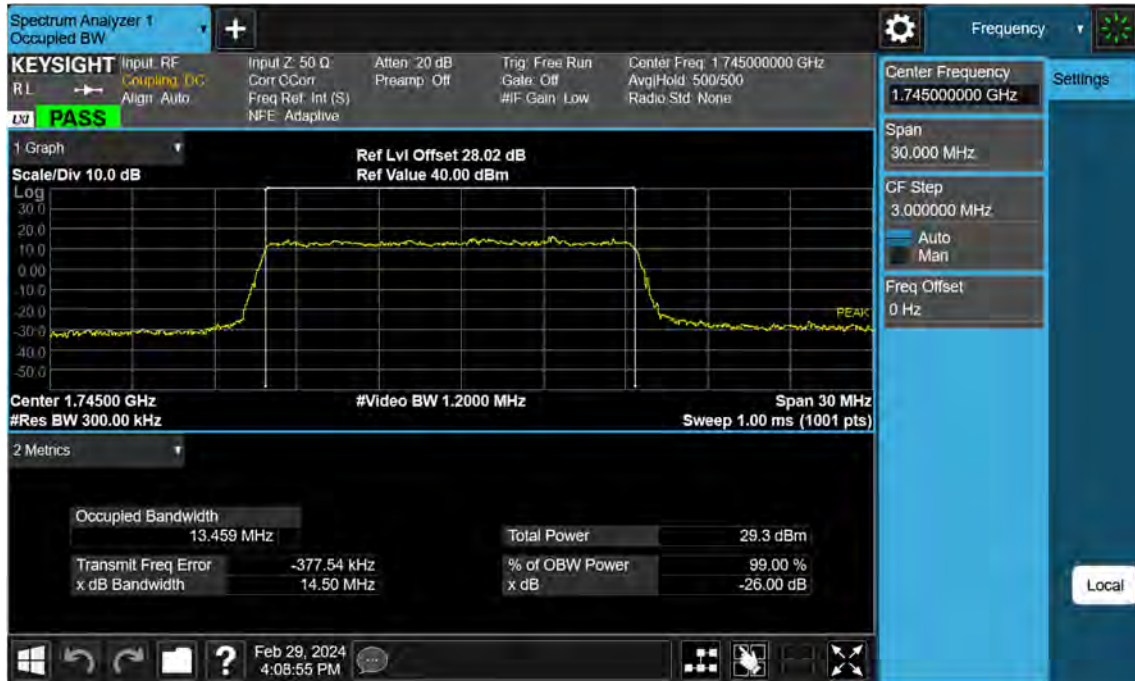 Spectrum Analyzer 1
Occupied BW
+
Frequency
KEYSIGHT
RL
LXI
PASS
Input: RF
Coupling: DC
Align: Auto
Input Z: 50 Ω
Corr CCorr
Freq Ref: Int (S)
NFE: Adaptive
Atten: 20 dB
Preamp: Off
Trig: Free Run
Gate: Off
#IF Gain: Low
Center Freq: 1.745000000 GHz
Avg|Hold: 500/500
Radio Std: None
1 Graph
Scale/Div 10.0 dB
Ref Lvl Offset 28.02 dB
Ref Value 40.00 dBm
Log
30.0
20.0
10.0
0.00
-10.0
-20.0
-30.0
-40.0
-50.0
PEAK
Center 1.74500 GHz
#Video BW 1.2000 MHz
Span 30 MHz
#Res BW 300.00 kHz
Sweep 1.00 ms (1001 pts)
2 Metrics
Occupied Bandwidth
13.459 MHz
Total Power 29.3 dBm
Transmit Freq Error -377.54 kHz
% of OBW Power 99.00 %
x dB Bandwidth 14.50 MHz
x dB -26.00 dB
Center Frequency
1.745000000 GHz
Settings
Span
30.000 MHz
CF Step
3.000000 MHz
Auto
Man
Freq Offset
0 Hz
Local
?
Feb 29, 2024
4:08:55 PM